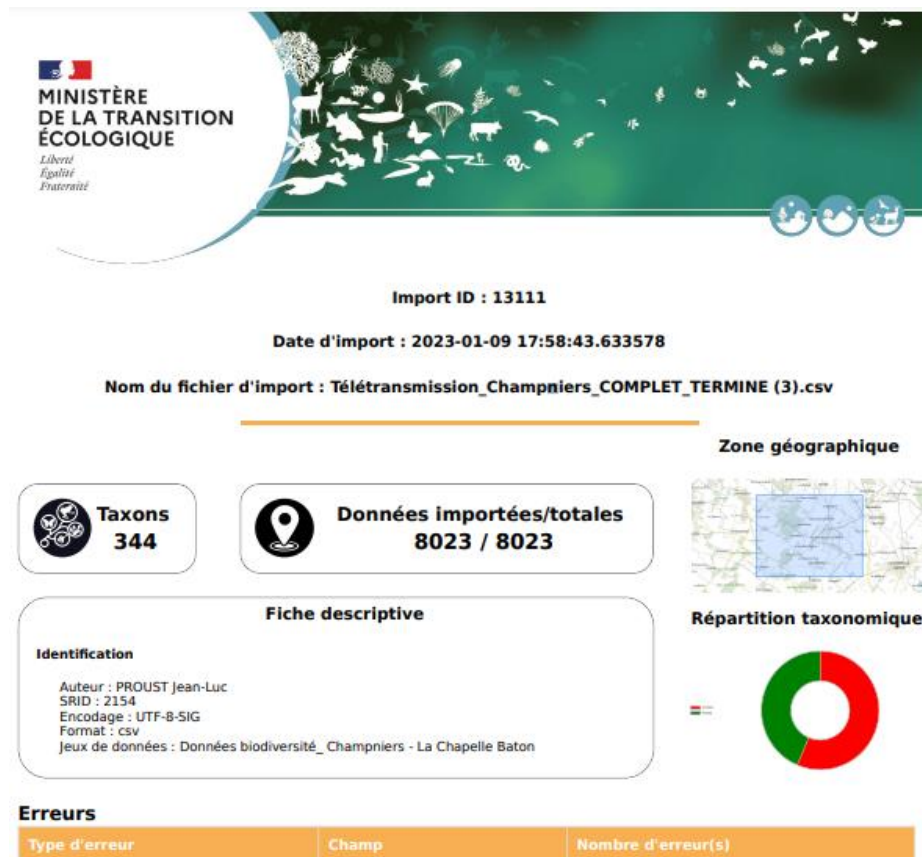 MINISTÈRE
DE LA TRANSITION
ÉCOLOGIQUE
Liberté
Égalité
Fraternité
Import ID : 13111
Date d'import : 2023-01-09 17:58:43.633578
Nom du fichier d'import : Télétransmission_Champniers_COMPLET_TERMINE (3).csv
Zone géographique
Taxons
344
Données importées/totales
8023 / 8023
Fiche descriptive
Répartition taxonomique
Identification
Auteur : PROUST Jean-Luc
SRID : 2154
Encodage : UTF-8-SIG
Format : csv
Jeux de données : Données biodiversité_ Champniers - La Chapelle Baton
Erreurs
Type d'erreur Champ Nombre d'erreur(s)